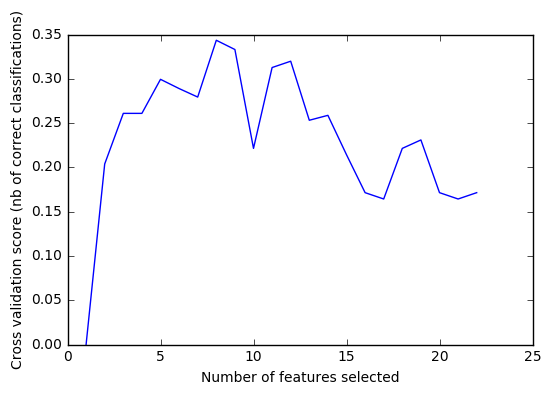 Cross validation score (nb of correct classifications)
0.35
0.30
0.25
0.20
0.15
0.10
0.05
0.00
0 5 10 15 20 25
Number of features selected